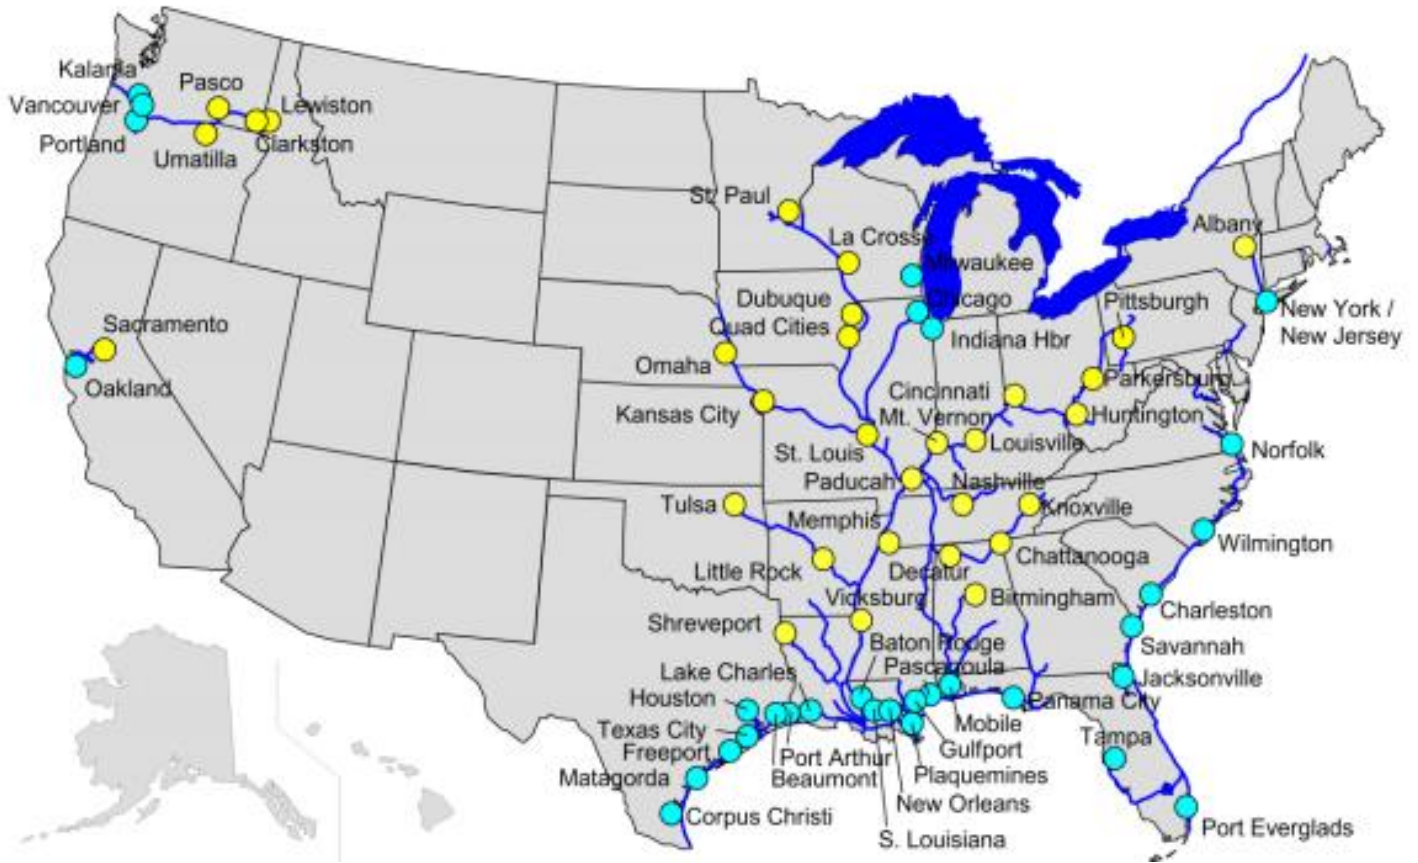 Kalama
Pasco
Lewiston
Vancouver
Portland
Umatilla
Clarkston
St. Paul
Albany
La Crosse
Milwaukee
Dubuque
Chicago
Pittsburgh
New York /
New Jersey
Sacramento
Quad Cities
Indiana Hbr
Omaha
Oakland
Cincinnati
Parkersburg
Kansas City
Mt. Vernon
Huntington
Louisville
St. Louis
Norfolk
Paducah
Nashville
Tulsa
Memphis
Knoxville
Wilmington
Chattanooga
Little Rock
Decatur
Vicksburg
Birmingham
Charleston
Shreveport
Baton Rouge
Savannah
Lake Charles
Pascagoula
Jacksonville
Houston
Panama City
Texas City
Mobile
Tampa
Freeport
Port Arthur
Gulfport
Matagorda
Beaumont
Plaquemines
New Orleans
Corpus Christi
S. Louisiana
Port Everglads